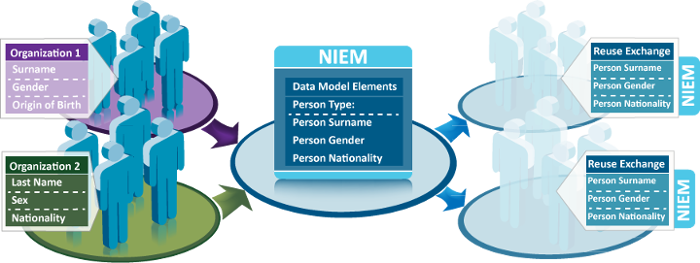 Organization 1
Surname
Gender
Origin of Birth
Organization 2
Last Name
Sex
Nationality
NIEM
Data Model Elements
Person Type:
Person Surname
Person Gender
Person Nationality
Reuse Exchange
Person Surname
Person Gender
Person Nationality
NIEM
Reuse Exchange
Person Surname
Person Gender
Person Nationality
NIEM